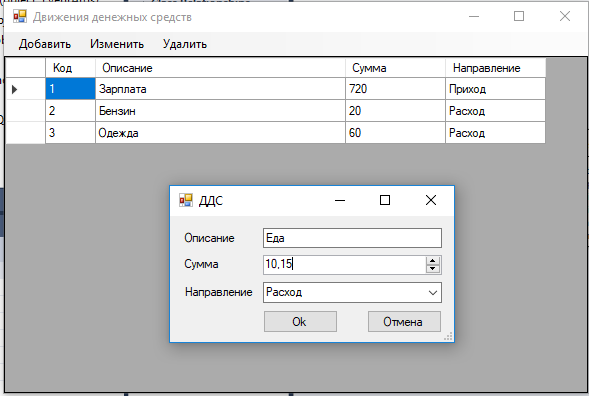 Движения денежных средств
Добавить Изменить Удалить
Код Описание Сумма Направление
1 Зарплата 720 Приход
2 Бензин 20 Расход
3 Одежда 60 Расход
ДДС
Описание Еда
Сумма 10,15
Направление Расход
Ok Отмена